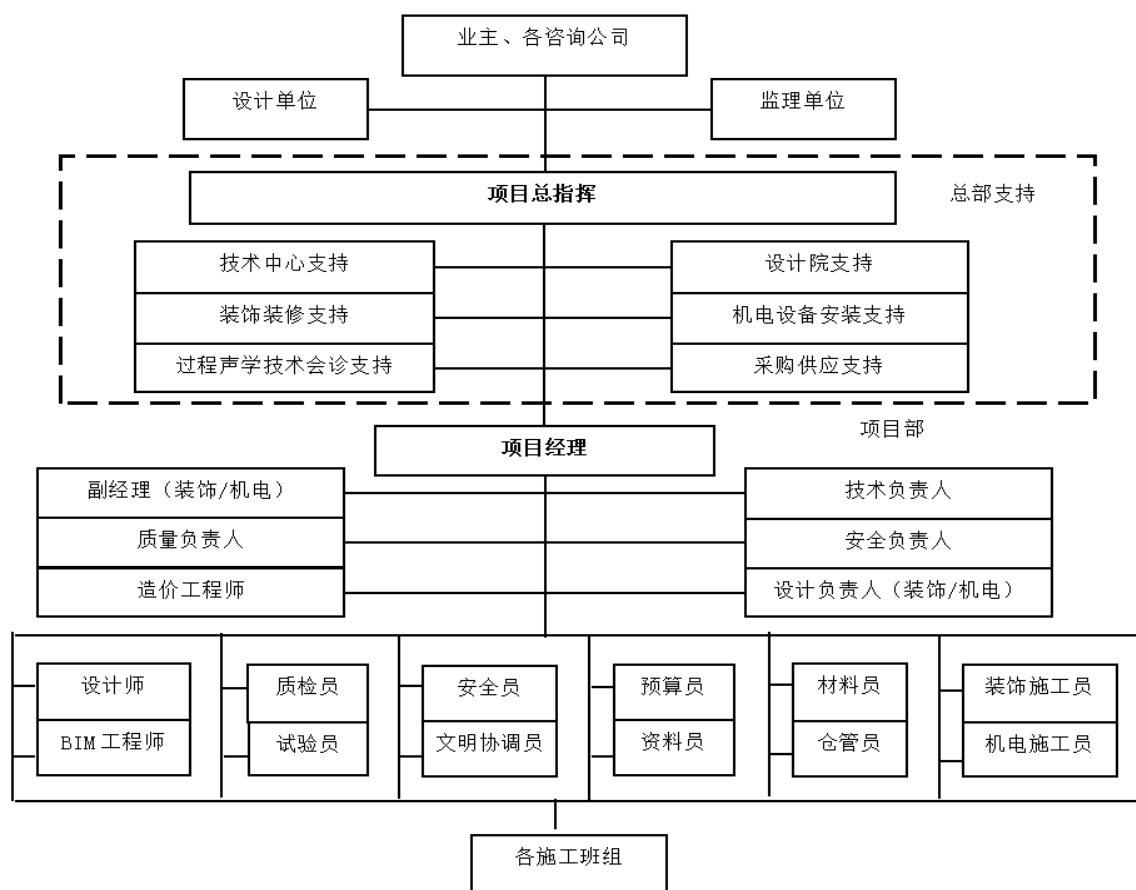 业主、各咨询公司
设计单位
监理单位
项目总指挥
总部支持
技术中心支持
设计院支持
装饰装修支持
机电设备安装支持
过程声学技术会诊支持
采购供应支持
项目部
项目经理
副经理（装饰/机电）
技术负责人
质量负责人
安全负责人
造价工程师
设计负责人（装饰/机电）
设计师
质检员
安全员
预算员
材料员
装饰施工员
BIM 工程师
试验员
文明协调员
资料员
仓管员
机电施工员
各施工班组